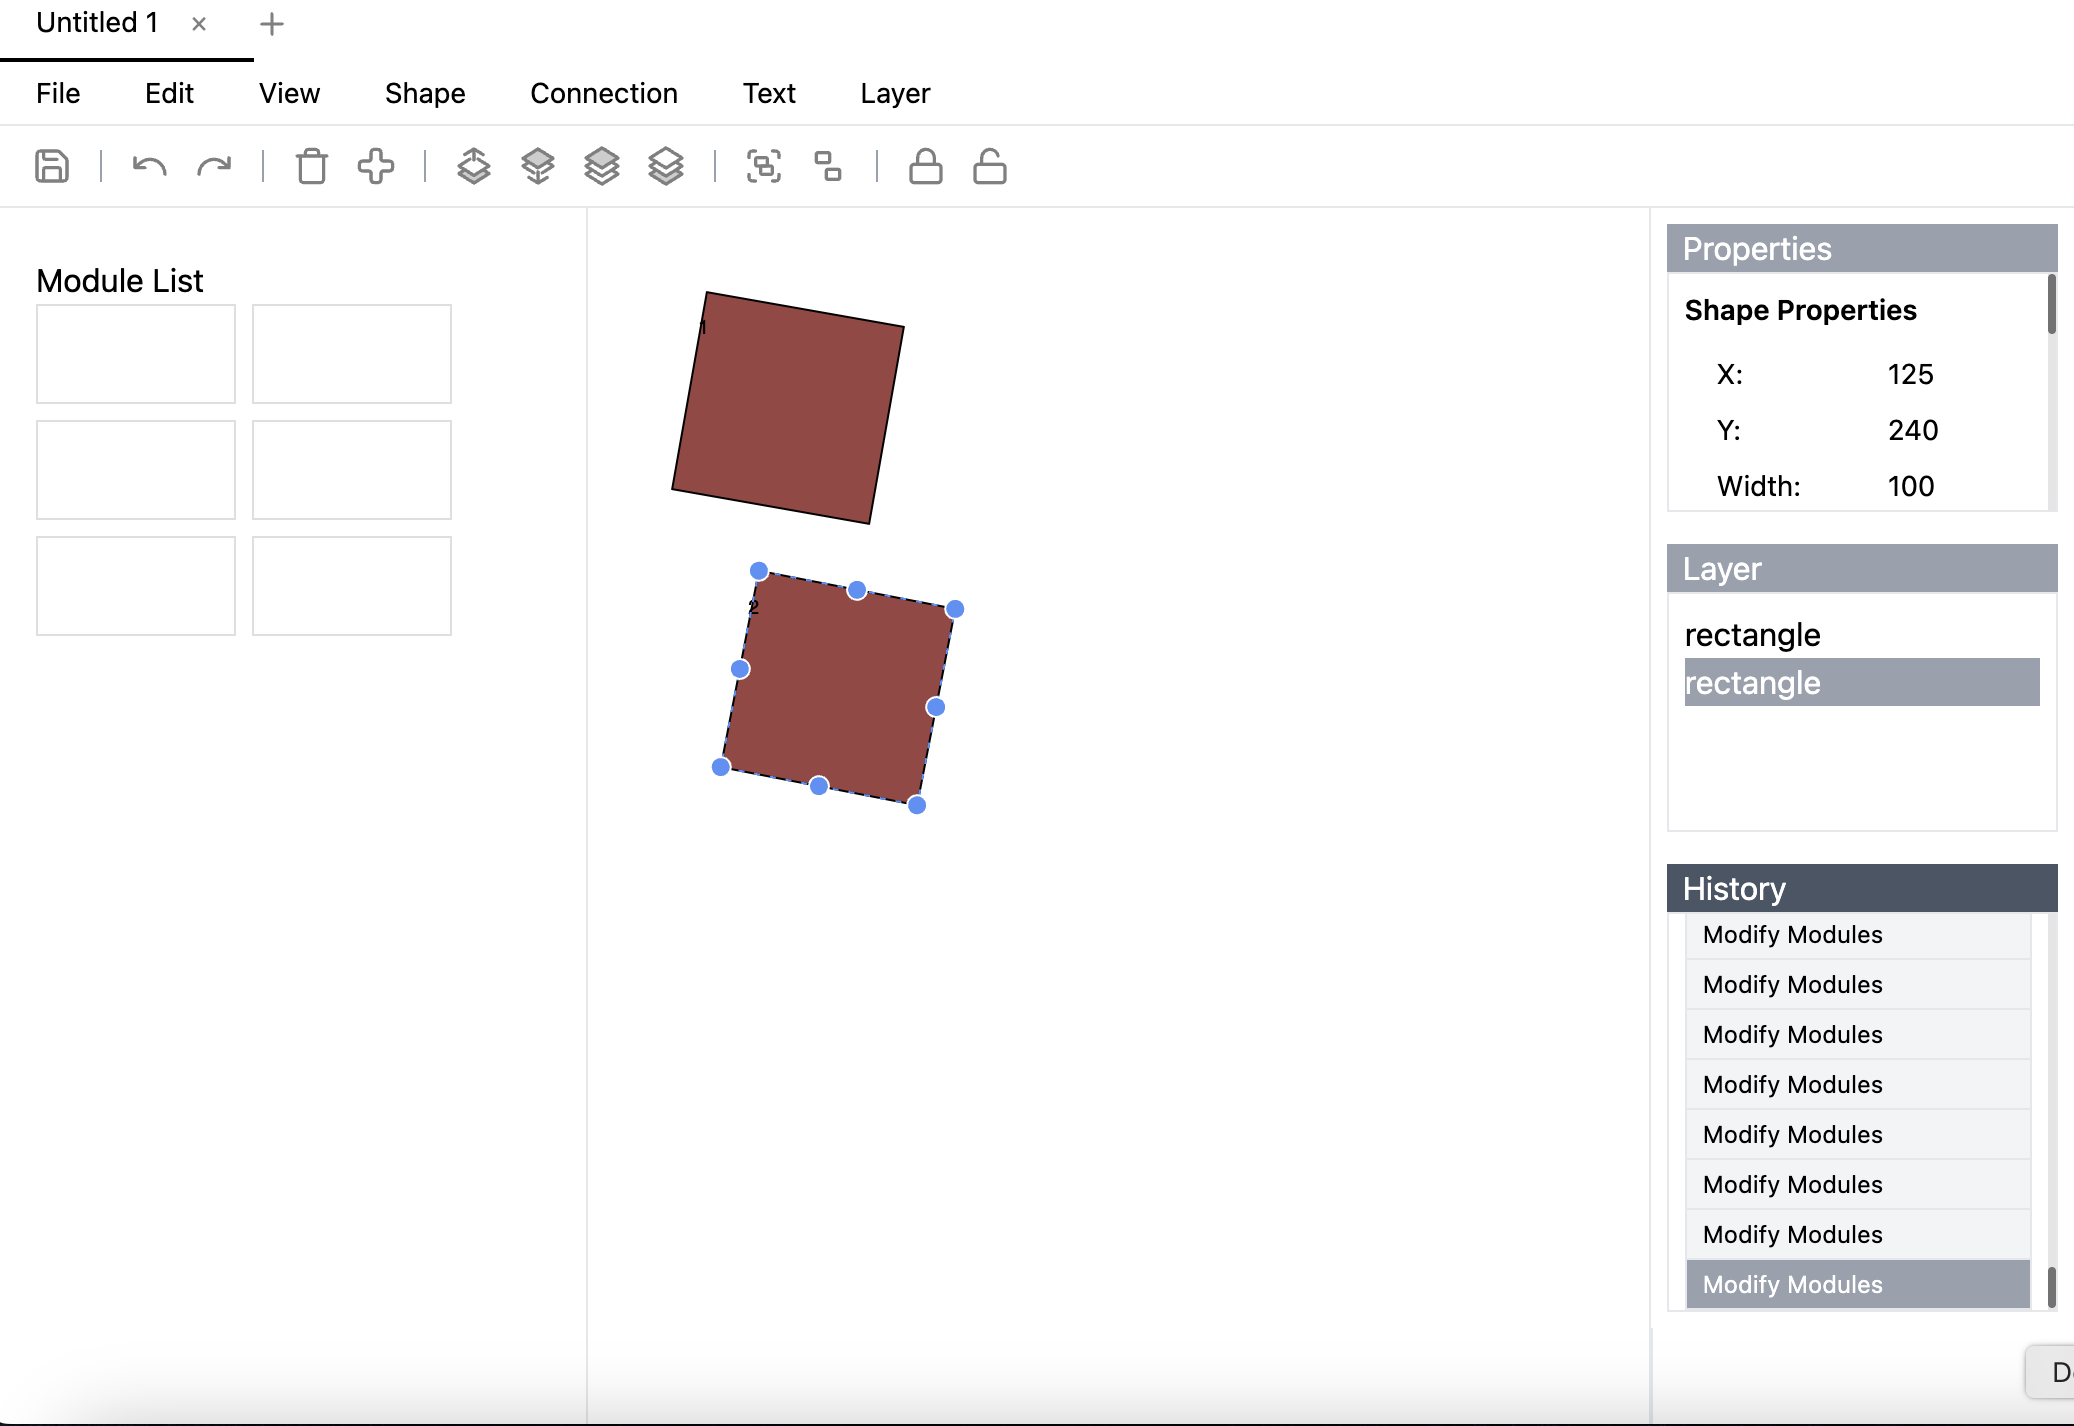 Untitled 1 × +
File Edit View Shape Connection Text Layer
Module List
1
2
Properties
Shape Properties
X: 125
Y: 240
Width: 100
Layer
rectangle
rectangle
History
Modify Modules
Modify Modules
Modify Modules
Modify Modules
Modify Modules
Modify Modules
Modify Modules
Modify Modules